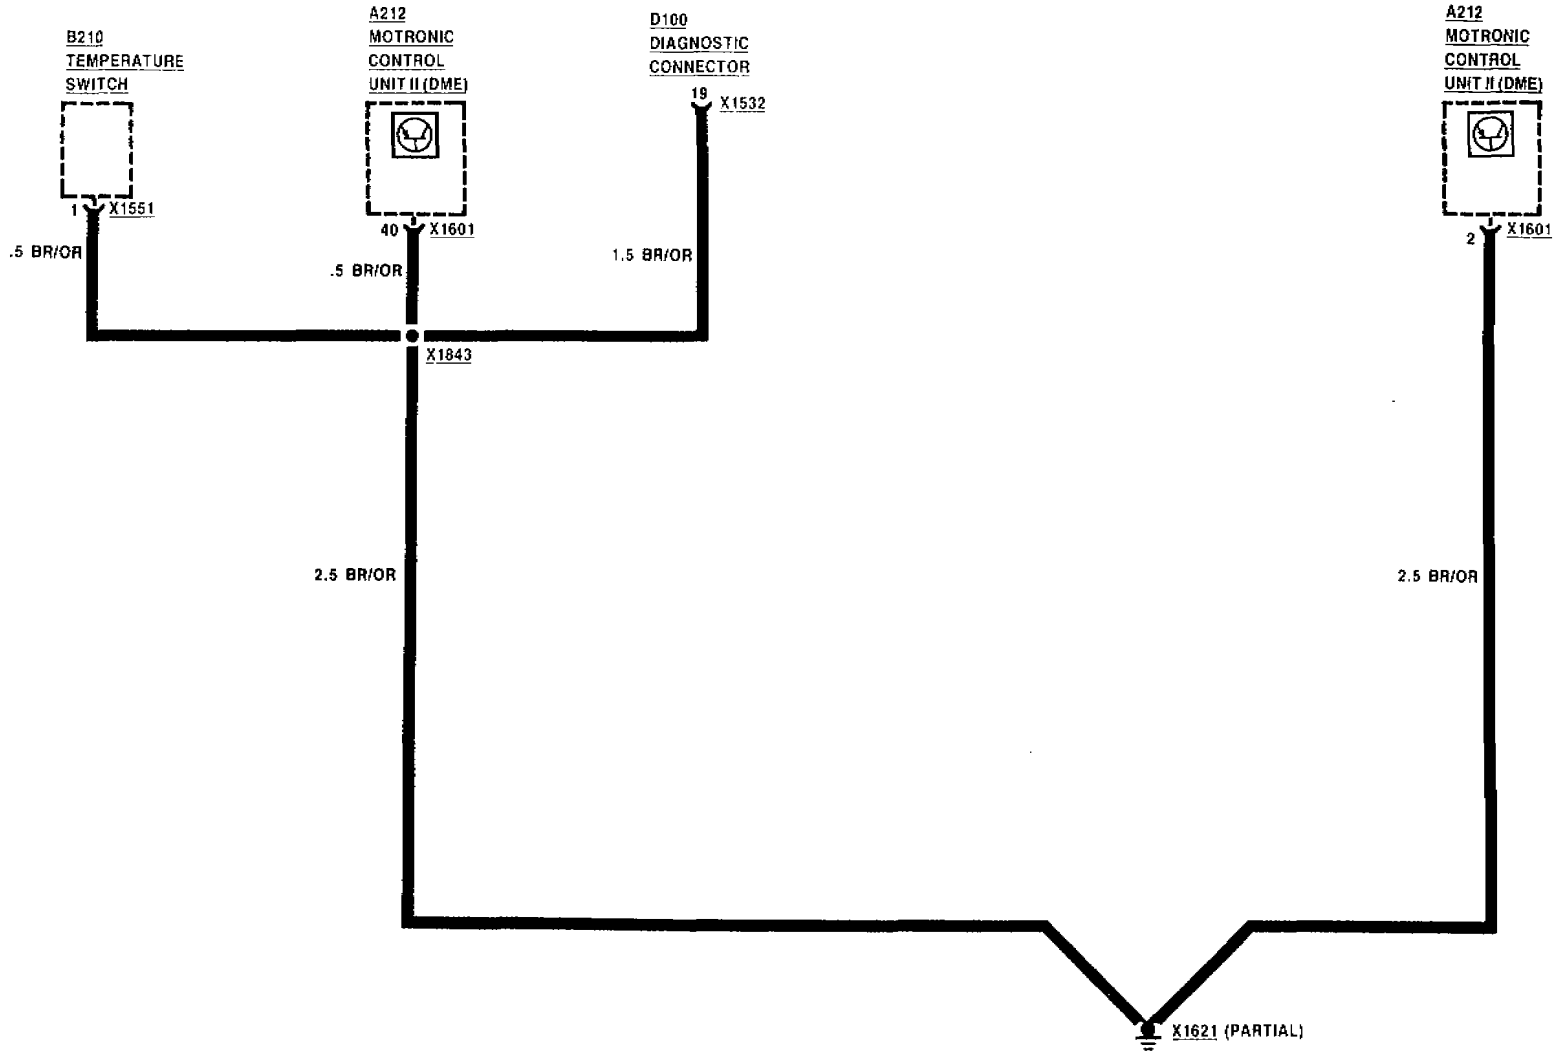 B210
TEMPERATURE
SWITCH
1
X1551
.5 BR/OR
A212
MOTRONIC
CONTROL
UNIT II (DME)
40
X1601
.5 BR/OR
D100
DIAGNOSTIC
CONNECTOR
19
X1532
1.5 BR/OR
A212
MOTRONIC
CONTROL
UNIT II (DME)
2
X1601
X1843
2.5 BR/OR
2.5 BR/OR
X1621 (PARTIAL)